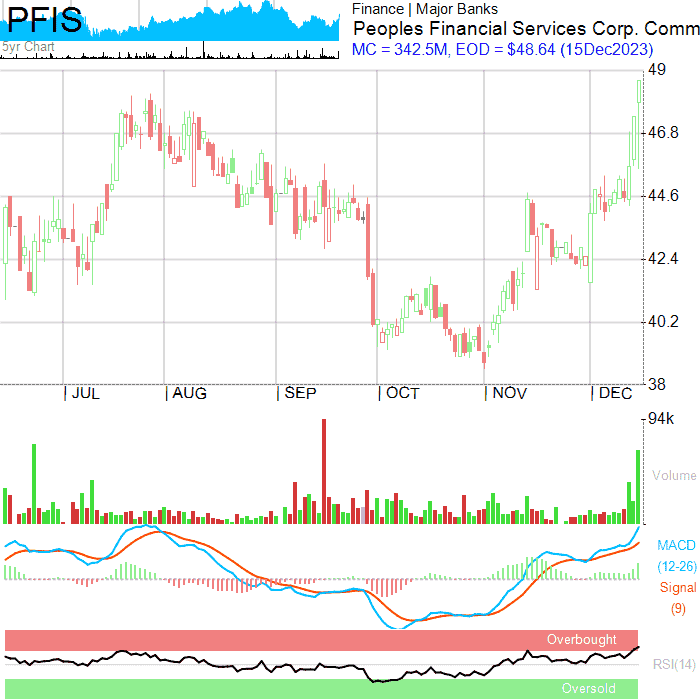 PFIS
5yr Chart
Finance | Major Banks
Peoples Financial Services Corp. Comm
MC = 342.5M, EOD = $48.64 (15Dec2023)
49
46.8
44.6
42.4
40.2
38
| JUL | AUG | SEP | OCT | NOV | DEC
94k
Volume
MACD
(12-26)
Signal
(9)
Overbought
RSI(14)
Oversold